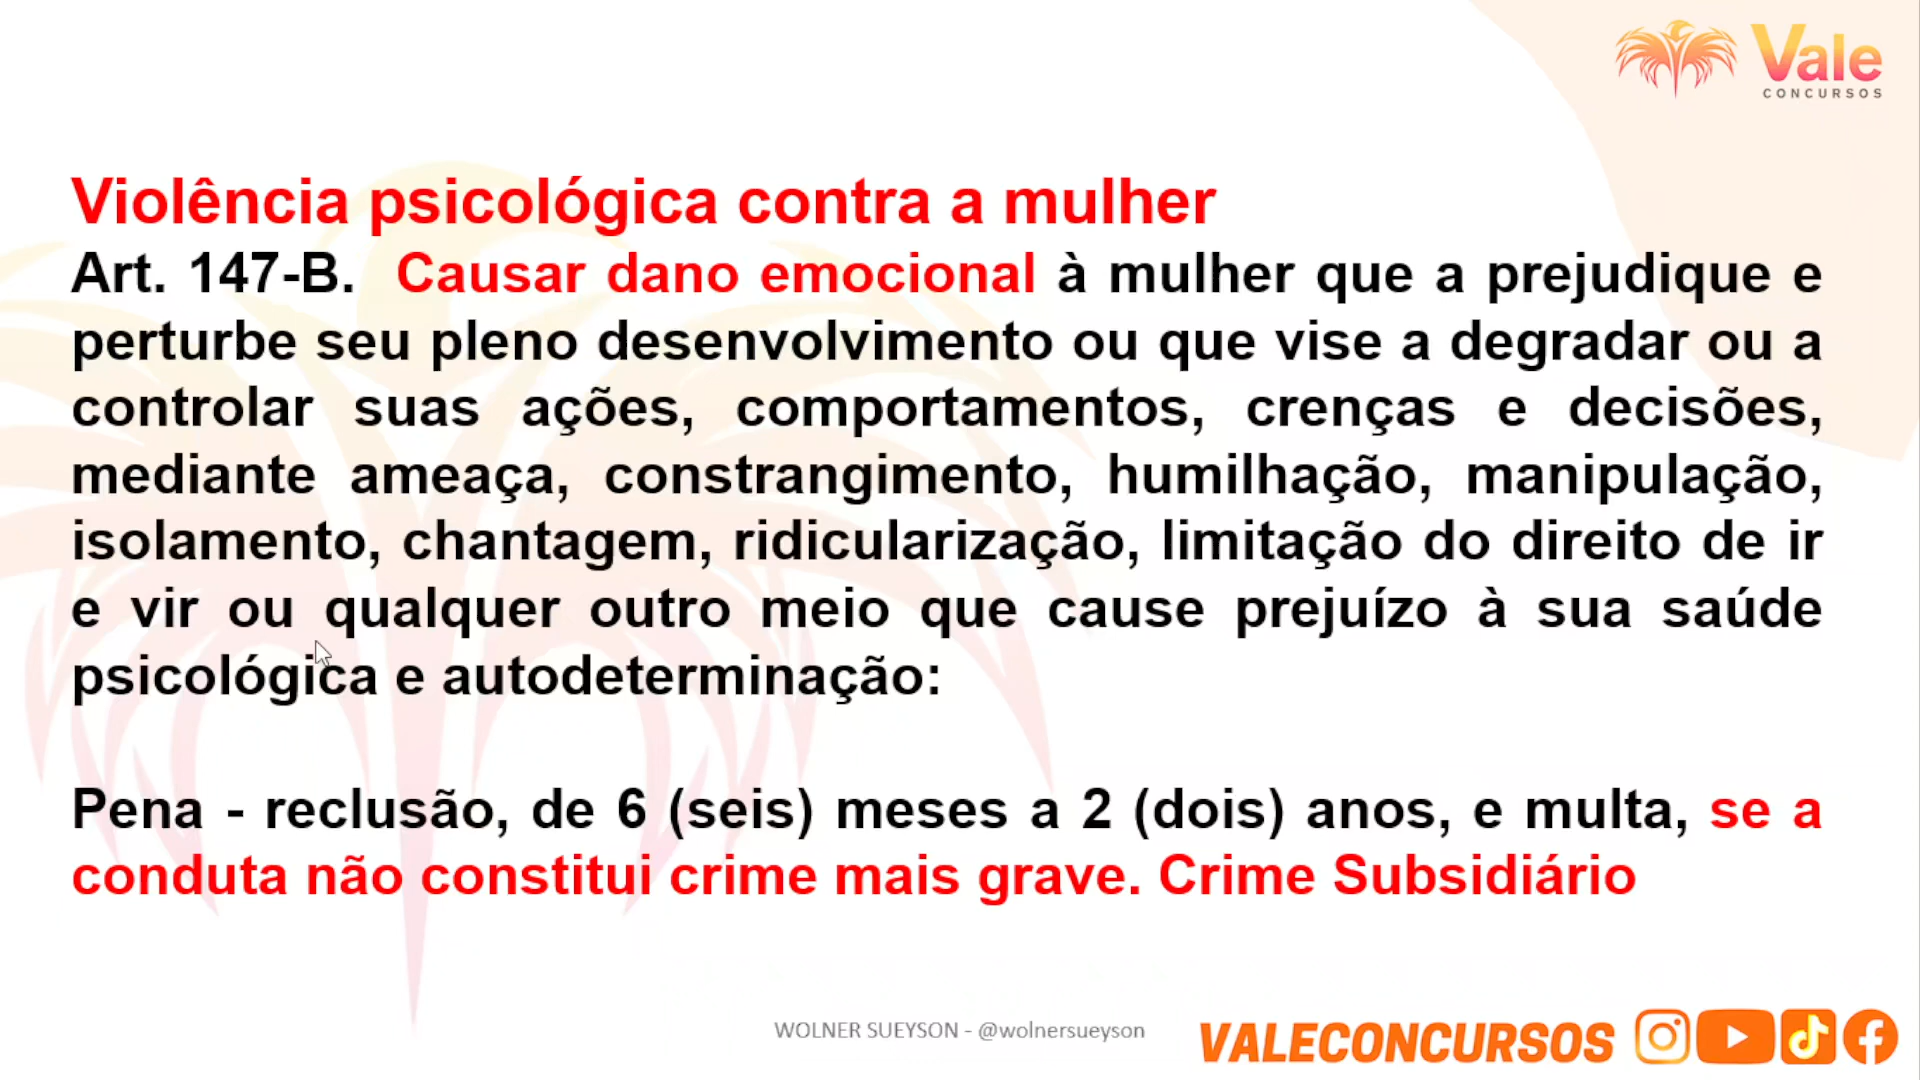 Vale
CONCURSOS
Violência psicológica contra a mulher
Art. 147-B. Causar dano emocional à mulher que a prejudique e
perturbe seu pleno desenvolvimento ou que vise a degradar ou a
controlar suas ações, comportamentos, crenças e decisões,
mediante ameaça, constrangimento, humilhação, manipulação,
isolamento, chantagem, ridicularização, limitação do direito de ir
e vir ou qualquer outro meio que cause prejuízo à sua saúde
psicológica e autodeterminação:
Pena - reclusão, de 6 (seis) meses a 2 (dois) anos, e multa, se a
conduta não constitui crime mais grave. Crime Subsidiário
WOLNER SUEYSON - @wolnersueyson
VALECONCURSOS